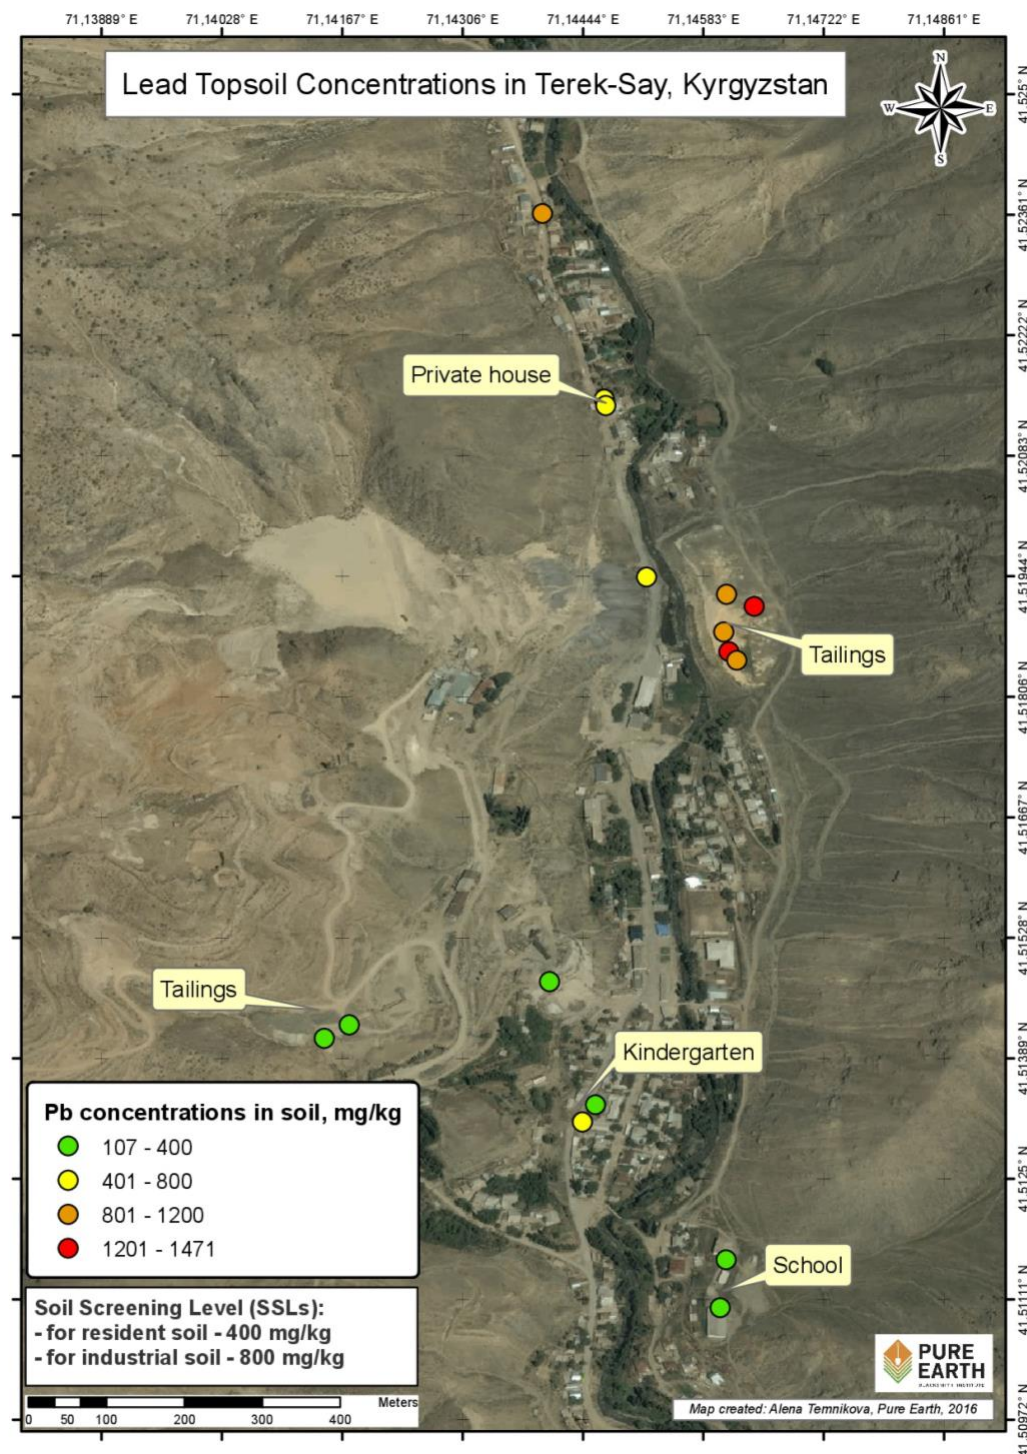 71,13889° E 71,14028° E 71,14167° E 71,14306° E 71,14444° E 71,14583° E 71,14722° E 71,14861° E
Lead Topsoil Concentrations in Terek-Say, Kyrgyzstan
N
W E
S
41.525° N
41.52361° N
41.52222° N
Private house
41.52083° N
41.51944° N
Tailings
41.51806° N
41.51667° N
41.51528° N
Tailings
41.51389° N
Kindergarten
41.5125° N
School
41.51111° N
41.50972° N
Pb concentrations in soil, mg/kg
107 - 400
401 - 800
801 - 1200
1201 - 1471
Soil Screening Level (SSLs):
- for resident soil - 400 mg/kg
- for industrial soil - 800 mg/kg
Meters
0 50 100 200 300 400
PURE
EARTH
BLACKSMITH INSTITUTE
Map created: Alena Temnikova, Pure Earth, 2016